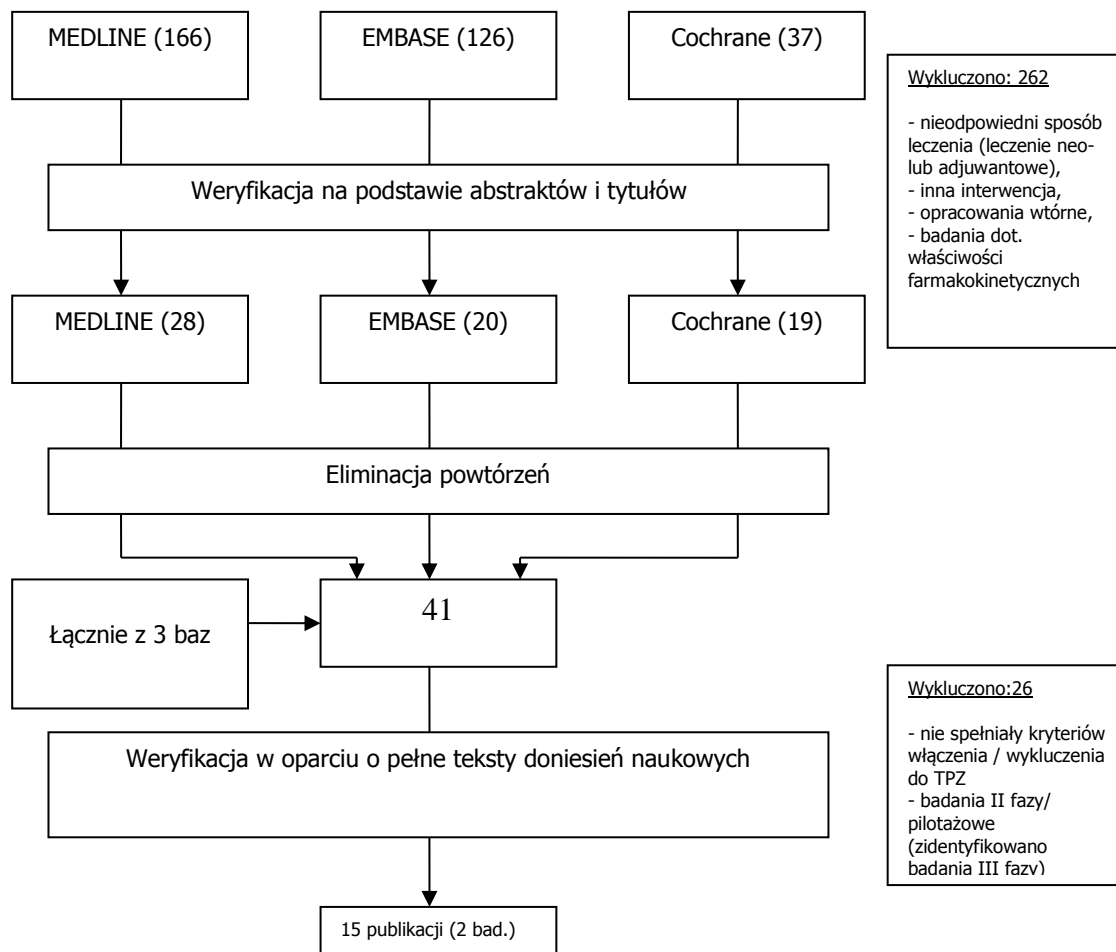 MEDLINE (166)
EMBASE (126)
Cochrane (37)
Wykluczono: 262
- nieodpowiedni sposób
leczenia (leczenie neo-
lub adjuwantowe),
- inna interwencja,
- opracowania wtórne,
- badania dot.
właściwości
farmakokinetycznych
Weryfikacja na podstawie abstraktów i tytułów
MEDLINE (28)
EMBASE (20)
Cochrane (19)
Eliminacja powtórzeń
Łącznie z 3 baz
41
Wykluczono:26
- nie spełniały kryteriów
włączenia / wykluczenia
do TPZ
- badania II fazy/
pilotażowe
(zidentyfikowano
badania III fazy)
Weryfikacja w oparciu o pełne teksty doniesień naukowych
15 publikacji (2 bad.)